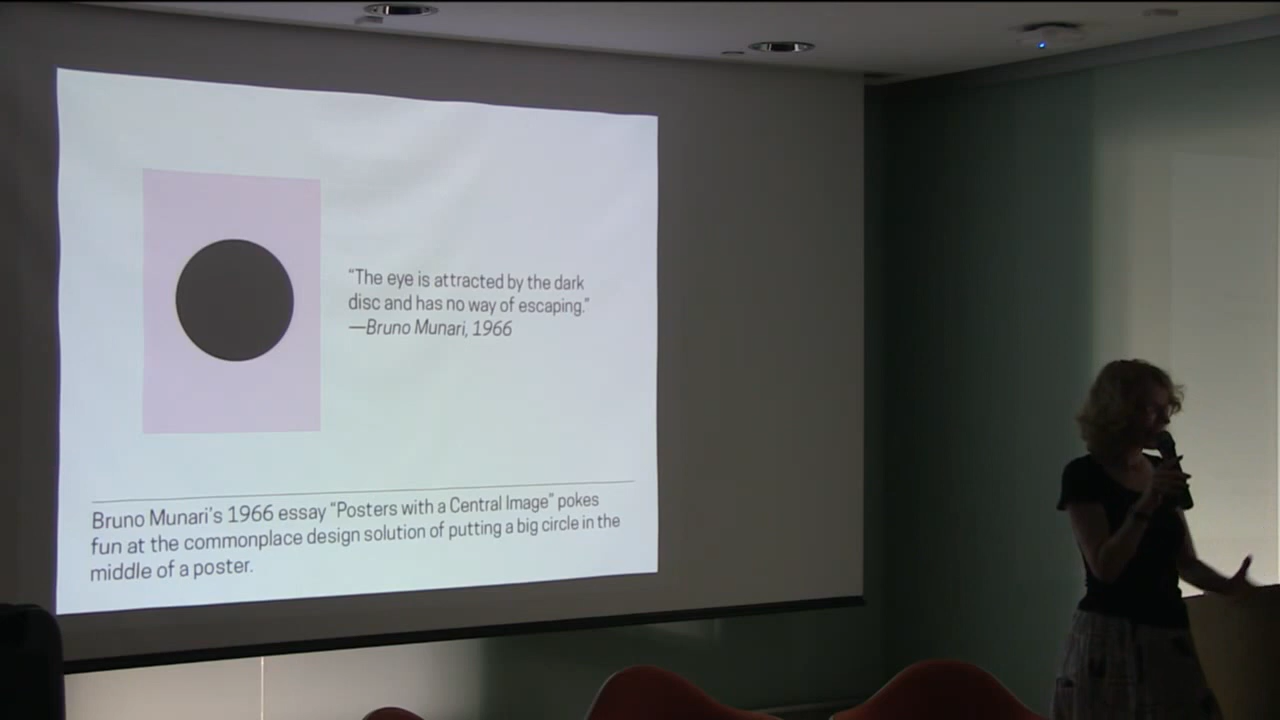 “The eye is attracted by the dark
disc and has no way of escaping.”
—Bruno Munari, 1966
Bruno Munari’s 1966 essay “Posters with a Central Image” pokes
fun at the commonplace design solution of putting a big circle in the
middle of a poster.